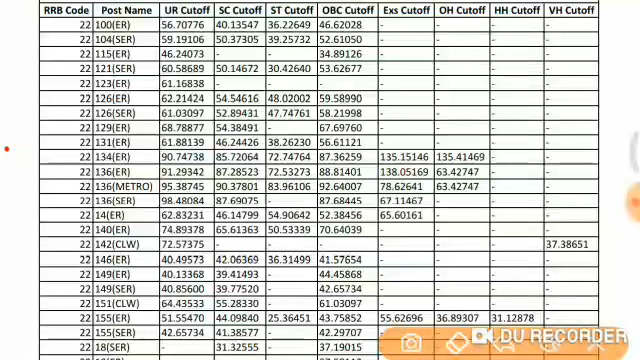 RRB Code Post Name UR Cutoff SC Cutoff ST Cutoff OBC Cutoff Exs Cutoff OH Cutoff HH Cutoff VH Cutoff
22 100(ER) 56.70776 40.13547 36.22649 46.62028 - - - -
22 104(SER) 59.19106 50.37305 39.25732 52.61050 - - - -
22 115(ER) 46.24073 - - 34.89126 - - - -
22 121(SER) 60.58689 50.14672 30.42640 53.62677 - - - -
22 123(ER) 61.16838 - - - - - - -
22 126(ER) 62.21424 54.54616 48.02002 59.58990 - - - -
22 126(SER) 61.03097 52.89431 47.74761 58.21998 - - - -
22 129(ER) 68.78877 54.38491 - 67.69760 - - - -
22 131(ER) 61.88139 46.24426 38.26230 56.61121 - - - -
22 134(ER) 90.74738 85.72064 72.74764 87.36259 135.15146 135.41469 - -
22 136(ER) 91.29342 87.28523 72.53273 88.81401 138.05169 63.42747 - -
22 136(METRO) 95.38745 90.37801 83.96106 92.64007 78.62641 63.42747 - -
22 136(SER) 98.48084 87.69075 - 87.68445 67.11467 - - -
22 14(ER) 62.83231 46.14799 54.90642 52.38456 65.60161 - - -
22 140(ER) 74.89378 65.61363 50.53339 70.64039 - - - -
22 142(CLW) 72.57375 - - - - - - 37.38651
22 146(ER) 40.49573 42.06369 36.31499 41.57654 - - - -
22 149(ER) 40.13368 39.41493 - 44.45868 - - - -
22 149(SER) 40.85600 39.77520 - 42.65734 - - - -
22 151(CLW) 64.43533 55.28330 - 61.03097 - - - -
22 155(ER) 51.55470 44.09840 25.36451 43.75852 55.62696 36.89307 31.12878 -
22 155(SER) 42.65734 41.38577 - 42.29707 - -
22 18(SER) - 31.32555 - 37.19015
DU RECORDER